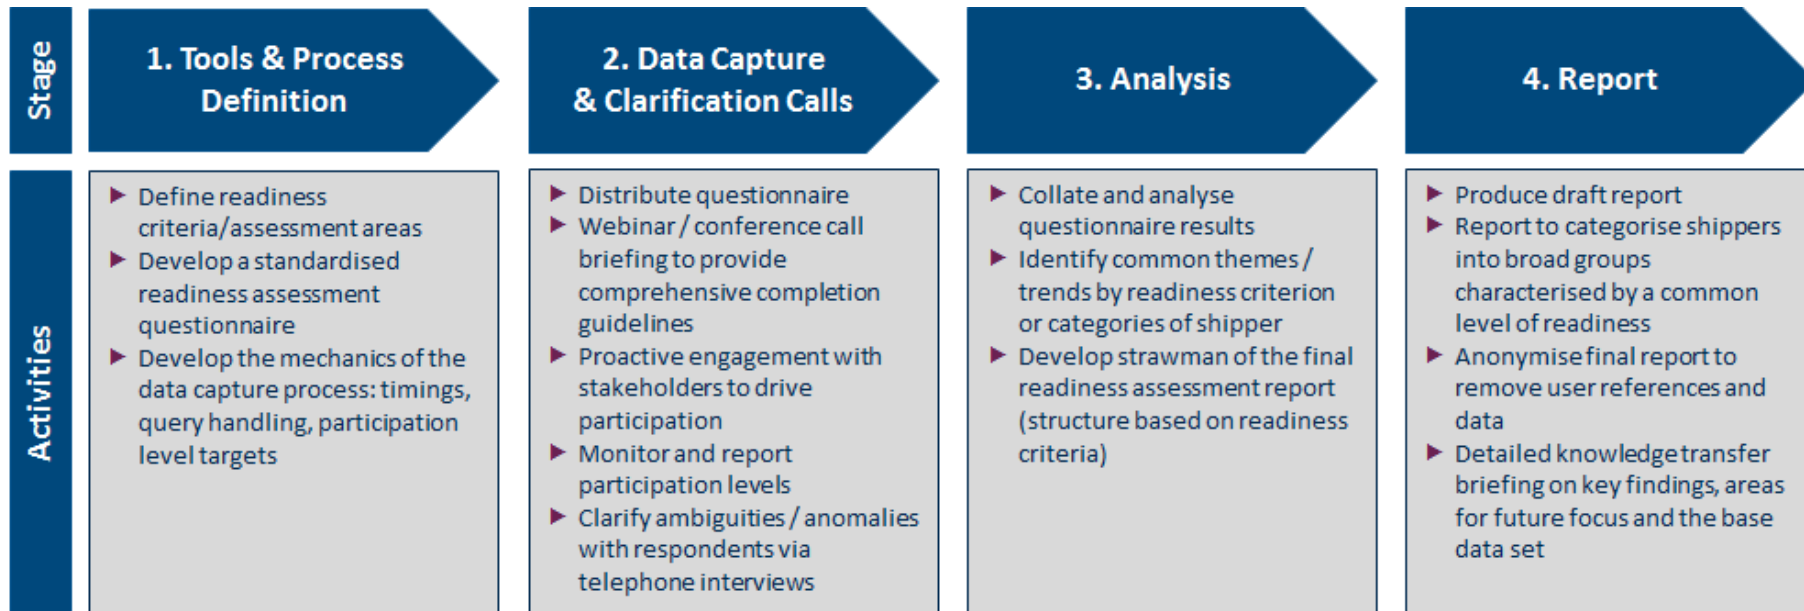 Stage
1. Tools & Process
Definition
2. Data Capture
& Clarification Calls
3. Analysis
4. Report
Activities
Define readiness
criteria/assessment areas
Develop a standardised
readiness assessment
questionnaire
Develop the mechanics of the
data capture process: timings,
query handling, participation
level targets
Distribute questionnaire
Webinar / conference call
briefing to provide
comprehensive completion
guidelines
Proactive engagement with
stakeholders to drive
participation
Monitor and report
participation levels
Clarify ambiguities / anomalies
with respondents via
telephone interviews
Collate and analyse
questionnaire results
Identify common themes /
trends by readiness criterion
or categories of shipper
Develop strawman of the final
readiness assessment report
(structure based on readiness
criteria)
Produce draft report
Report to categorise shippers
into broad groups
characterised by a common
level of readiness
Anonymise final report to
remove user references and
data
Detailed knowledge transfer
briefing on key findings, areas
for future focus and the base
data set